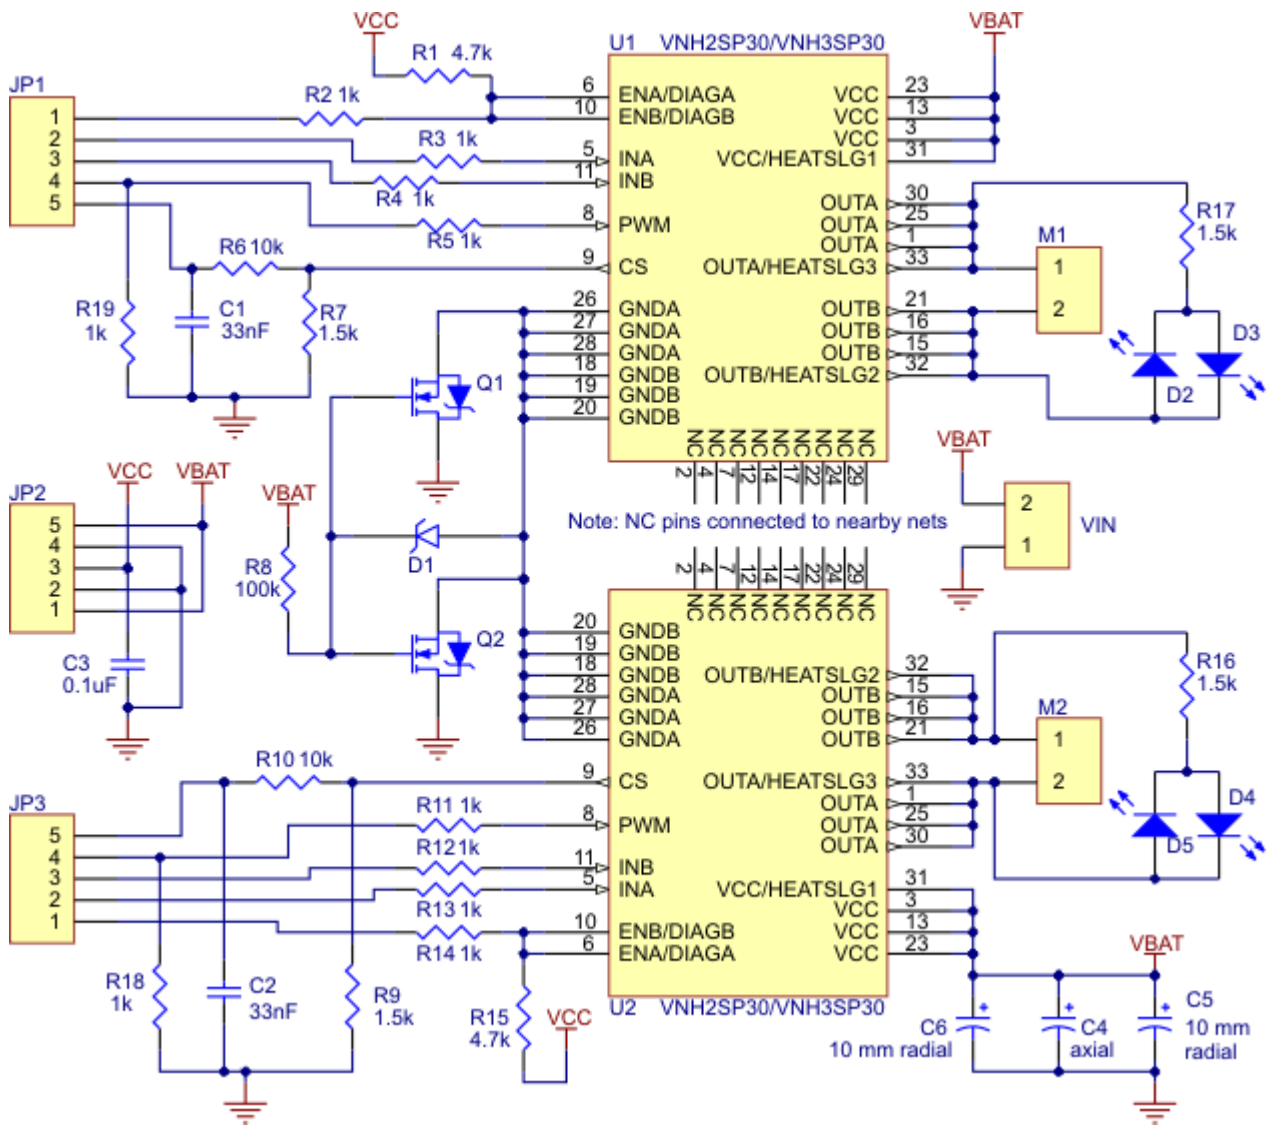 VCC
R1 4.7k
U1 VNH2SP30/VNH3SP30
VBAT
JP1
1
2
3
4
5
R2 1k
R3 1k
R4 1k
R5 1k
R6 10k
R19
1k
C1
33nF
R7
1.5k
6 ENA/DIAGA
10 ENB/DIAGB
5 INA
11 INB
8 PWM
9 CS
26 GNDA
27 GNDA
28 GNDA
18 GNDB
19 GNDB
20 GNDB
VCC 23
VCC 13
VCC 3
VCC/HEATSLG1 31
OUTA 30
OUTA 25
OUTA 1
OUTA/HEATSLG3 33
OUTB 21
OUTB 16
OUTB 15
OUTB/HEATSLG2 32
NC NC NC NC NC NC NC NC NC
2 4 7 12 14 17 22 24 29
R17
1.5k
M1
1
2
D3
D2
Q1
VCC
VBAT
JP2
5
4
3
2
1
C3
0.1uF
VBAT
R8
100k
D1
Q2
Note: NC pins connected to nearby nets
VBAT
2
1
VIN
2 4 7 12 14 17 22 24 29
NC NC NC NC NC NC NC NC NC
20 GNDB
19 GNDB
18 GNDB
28 GNDA
27 GNDA
26 GNDA
9 CS
8 PWM
11 INB
5 INA
10 ENB/DIAGB
6 ENA/DIAGA
OUTB/HEATSLG2 32
OUTB 15
OUTB 16
OUTB 21
OUTA/HEATSLG3 33
OUTA 1
OUTA 25
OUTA 30
VCC/HEATSLG1 31
VCC 3
VCC 13
VCC 23
U2 VNH2SP30/VNH3SP30
R16
1.5k
M2
1
2
D4
D5
JP3
5
4
3
2
1
R10 10k
R11 1k
R12 1k
R13 1k
R14 1k
R18
1k
C2
33nF
R9
1.5k
R15
4.7k
VCC
VBAT
C6
10 mm radial
C4
axial
C5
10 mm
radial
+
+
+